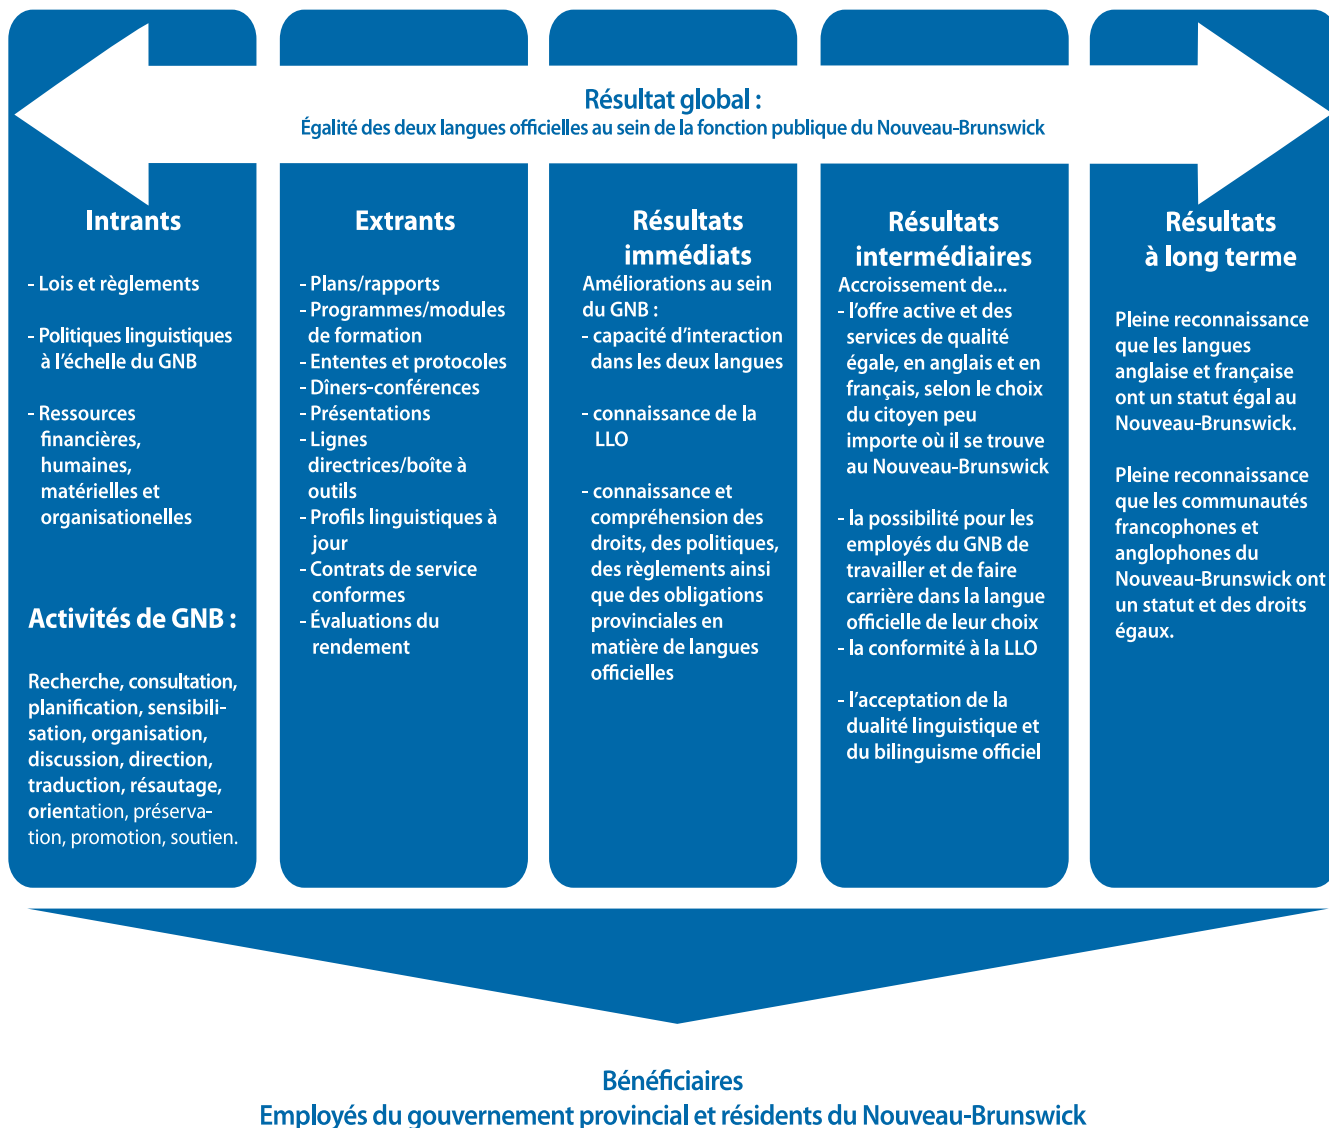 Résultat global :
Égalité des deux langues officielles au sein de la fonction publique du Nouveau-Brunswick
Intrants
- Lois et règlements
- Politiques linguistiques
à l'échelle du GNB
- Ressources
financières,
humaines,
matérielles et
organisationelles
Activités de GNB :
Recherche, consultation,
planification, sensibili-
sation, organisation,
discussion, direction,
traduction, résautage,
orientation, préserva-
tion, promotion, soutien.
Extrants
- Plans/rapports
- Programmes/modules
de formation
- Ententes et protocoles
- Dîners-conférences
- Présentations
- Lignes
directrices/boîte à
outils
- Profils linguistiques à
jour
- Contrats de service
conformes
- Évaluations du
rendement
Résultats
immédiats
Améliorations au sein
du GNB :
- capacité d'interaction
dans les deux langues
- connaissance de la
LLO
- connaissance et
compréhension des
droits, des politiques,
des règlements ainsi
que des obligations
provinciales en
matière de langues
officielles
Résultats
intermédiaires
Accroissement de...
- l'offre active et des
services de qualité
égale, en anglais et en
français, selon le choix
du citoyen peu
importe où il se trouve
au Nouveau-Brunswick
- la possibilité pour les
employés du GNB de
travailler et de faire
carrière dans la langue
officielle de leur choix
- la conformité à la LLO
- l'acceptation de la
dualité linguistique et
du bilinguisme officiel
Résultats
à long terme
Pleine reconnaissance
que les langues
anglaise et française
ont un statut égal au
Nouveau-Brunswick.
Pleine reconnaissance
que les communautés
francophones et
anglophones du
Nouveau-Brunswick ont
un statut et des droits
égaux.
Bénéficiaires
Employés du gouvernement provincial et résidents du Nouveau-Brunswick